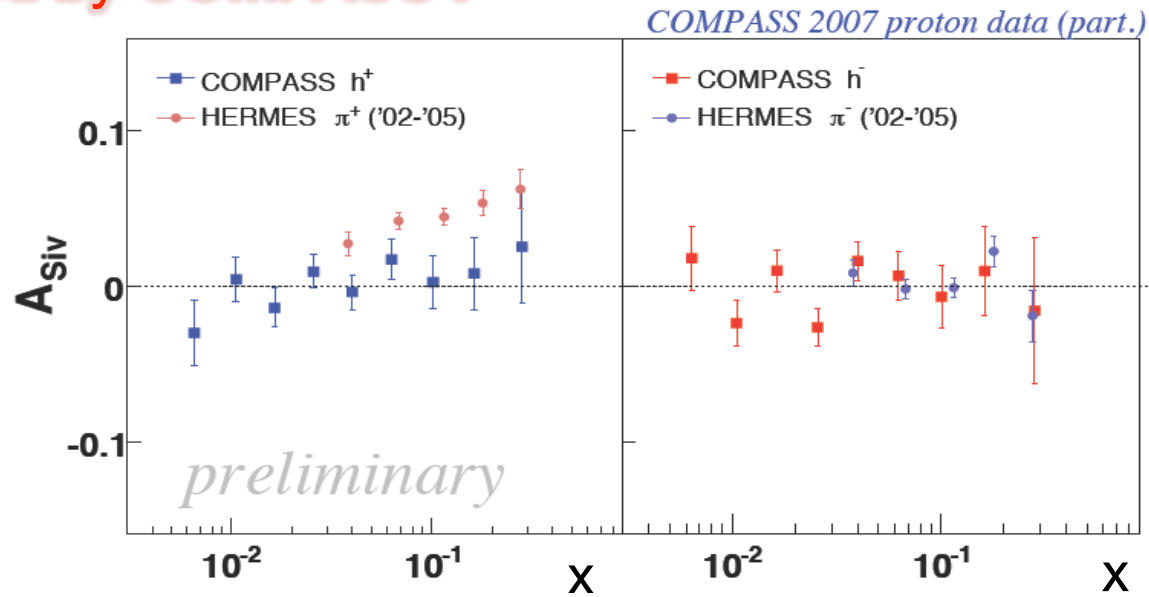 COMPASS 2007 proton data (part.)
COMPASS h⁺
HERMES π⁺ ('02-'05)
COMPASS h⁻
HERMES π⁻ ('02-'05)
A_Siv
0.1
0
-0.1
preliminary
10⁻² 10⁻¹ x
10⁻² 10⁻¹ x